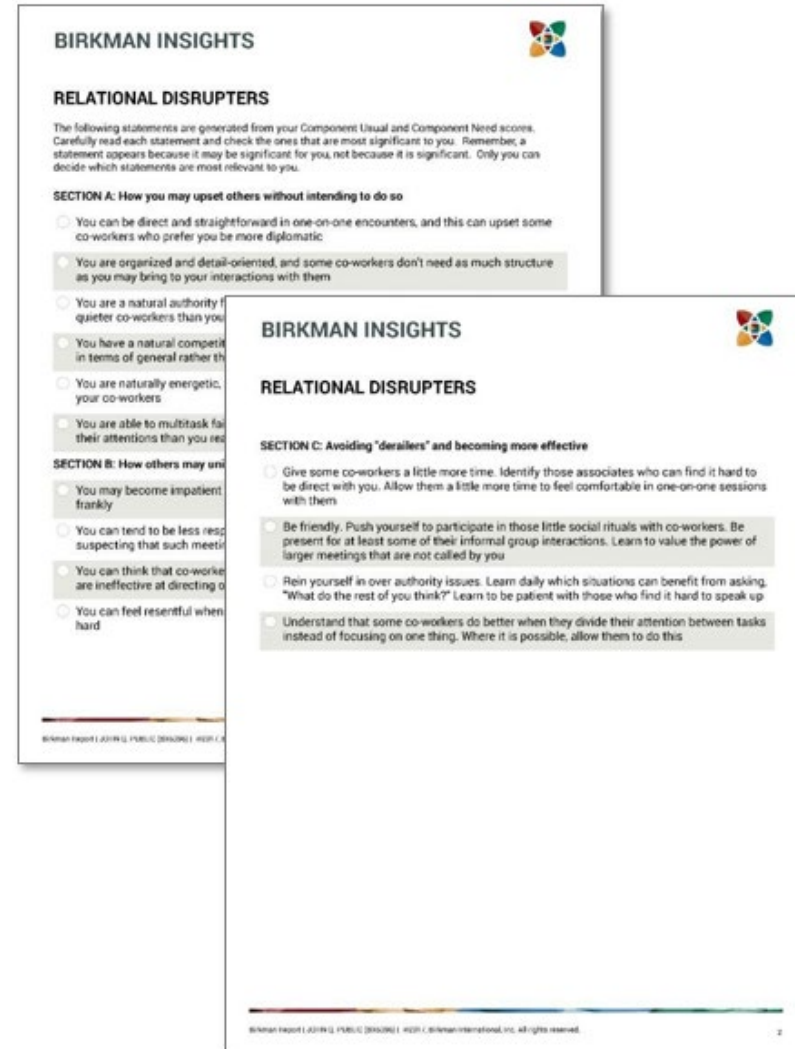 BIRKMAN INSIGHTS
RELATIONAL DISRUPTERS
The following statements are generated from your Component Usual and Component Need scores.
Carefully read each statement and check the ones that are most significant to you. Remember, a
statement appears because it may be significant for you, not because it is significant. Only you can
decide which statements are most relevant to you.
SECTION A: How you may upset others without intending to do so
You can be direct and straightforward in one-on-one encounters, and this can upset some
co-workers who prefer you be more diplomatic
You are organized and detail-oriented, and some co-workers don't need as much structure
as you may bring to your interactions with them
You are a natural authority
quieter co-workers than you
You have a natural
in terms of general rather
You are naturally energetic,
your co-workers
You are able to multitask
their attentions than you
SECTION B: How others may
You may become impatient
frankly
You can tend to be less
suspecting that such
You can think that
are ineffective at directing
You can feel resentful when
hard
Birkman Report | JOHN Q. PUBLIC
BIRKMAN INSIGHTS
RELATIONAL DISRUPTERS
SECTION C: Avoiding "derailers" and becoming more effective
Give some co-workers a little more time. Identify those associates who can find it hard to
be direct with you. Allow them a little more time to feel comfortable in one-on-one sessions
with them
Be friendly. Push yourself to participate in those little social rituals with co-workers. Be
present for at least some of their informal group interactions. Learn to value the power of
larger meetings that are not called by you
Rein yourself in over authority issues. Learn daily which situations can benefit from asking,
"What do the rest of you think?" Learn to be patient with those who find it hard to speak up
Understand that some co-workers do better when they divide their attention between tasks
instead of focusing on one thing. Where it is possible, allow them to do this
Birkman Report | JOHN Q. PUBLIC Birkman International, Inc. All rights reserved.
2